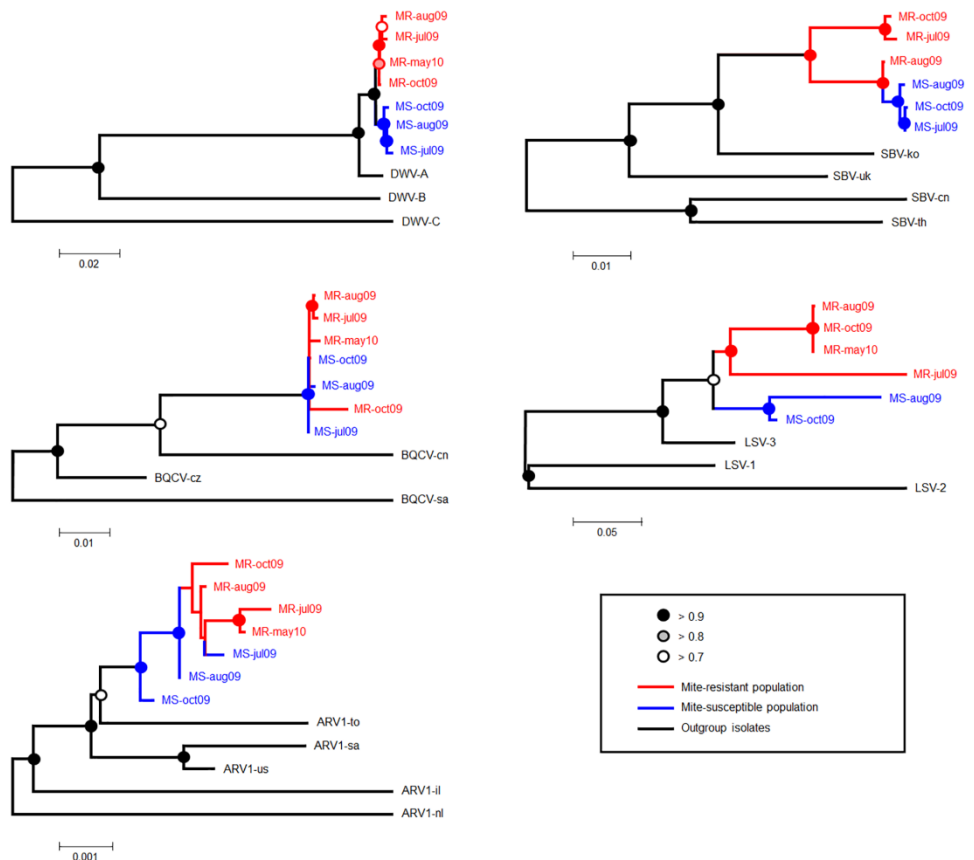 MR-aug09
MR-jul09
MR-may10
MR-oct09
MS-oct09
MS-aug09
MS-jul09
DWV-A
DWV-B
DWV-C
0.02
MR-oct09
MR-jul09
MR-aug09
MS-aug09
MS-oct09
MS-jul09
SBV-ko
SBV-uk
SBV-cn
SBV-th
0.01
MR-aug09
MR-jul09
MR-may10
MS-oct09
MS-aug09
MR-oct09
MS-jul09
BQCV-cn
BQCV-cz
BQCV-sa
0.01
MR-aug09
MR-oct09
MR-may10
MR-jul09
MS-aug09
MS-oct09
LSV-3
LSV-1
LSV-2
0.05
MR-oct09
MR-aug09
MR-jul09
MR-may10
MS-jul09
MS-aug09
MS-oct09
ARV1-to
ARV1-sa
ARV1-us
ARV1-il
ARV1-nl
0.001
> 0.9
> 0.8
> 0.7
Mite-resistant population
Mite-susceptible population
Outgroup isolates